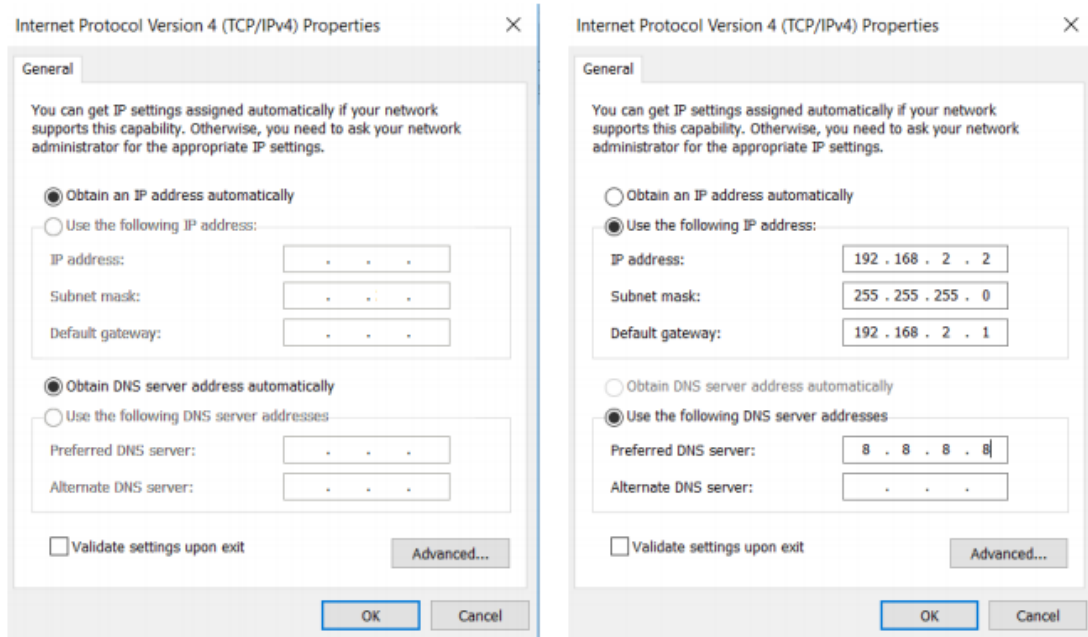 Internet Protocol Version 4 (TCP/IPv4) Properties
General
You can get IP settings assigned automatically if your network
supports this capability. Otherwise, you need to ask your network
administrator for the appropriate IP settings.
Obtain an IP address automatically
Use the following IP address:
IP address:
. . .
Subnet mask:
. . .
Default gateway:
. . .
Obtain DNS server address automatically
Use the following DNS server addresses
Preferred DNS server:
. . .
Alternate DNS server:
. . .
Validate settings upon exit
Advanced...
OK
Cancel
Internet Protocol Version 4 (TCP/IPv4) Properties
General
You can get IP settings assigned automatically if your network
supports this capability. Otherwise, you need to ask your network
administrator for the appropriate IP settings.
Obtain an IP address automatically
Use the following IP address:
IP address:
192 . 168 . 2 . 2
Subnet mask:
255 . 255 . 255 . 0
Default gateway:
192 . 168 . 2 . 1
Obtain DNS server address automatically
Use the following DNS server addresses
Preferred DNS server:
8 . 8 . 8 . 8
Alternate DNS server:
. . .
Validate settings upon exit
Advanced...
OK
Cancel